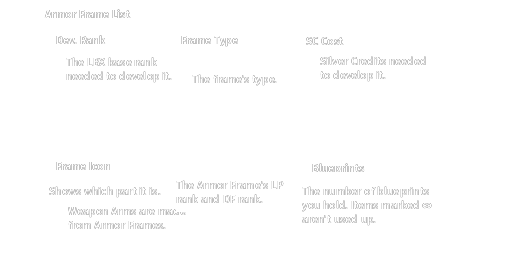 Armor Frame List
Dev. Rank
Frame Type
SC Cost
The LBX base rank
needed to develop it.
The frame's type.
Silver Credits needed
to develop it.
Frame Icon
Blueprints
Shows which part it is.
The Armor Frame's LP
rank and DF rank.
The number of blueprints
you hold. Items marked ∞
aren't used up.
Weapon Arms are
from Armor Frames.